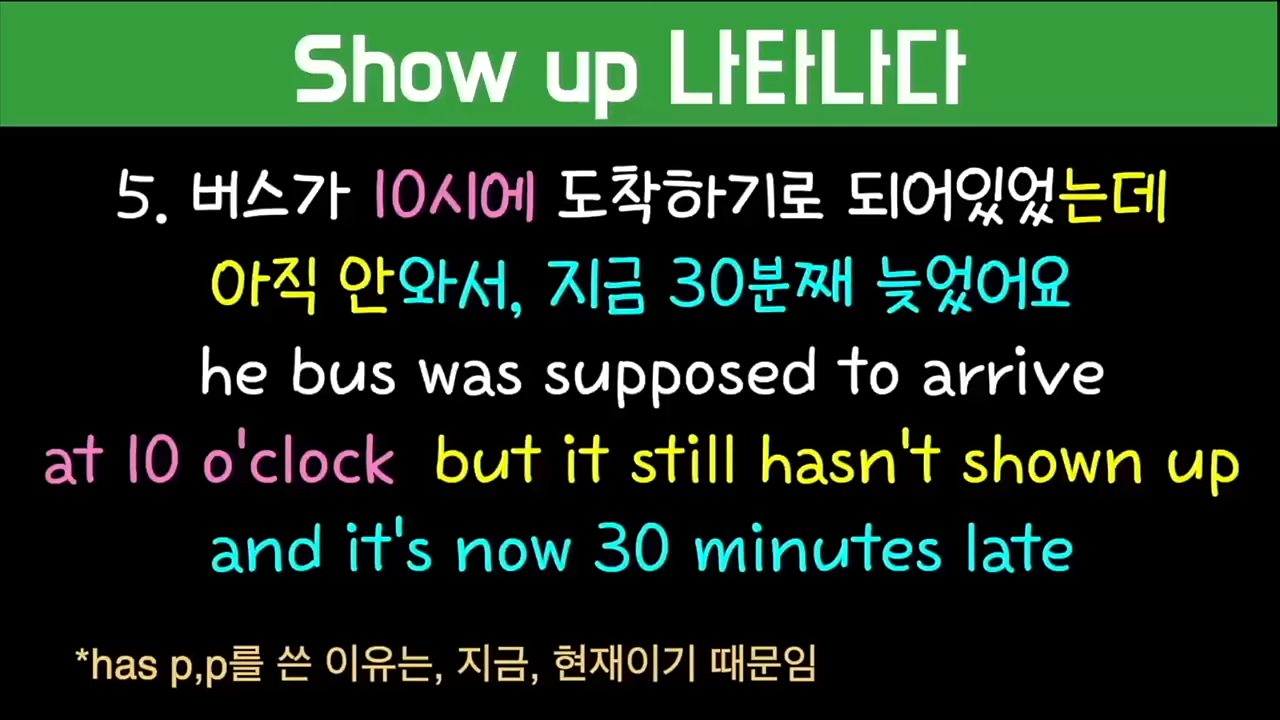 Show up 나타나다
5. 버스가 10시에 도착하기로 되어있었는데
아직 안와서, 지금 30분째 늦었어요
he bus was supposed to arrive
at 10 o'clock but it still hasn't shown up
and it's now 30 minutes late
*has p,p를 쓴 이유는, 지금, 현재이기 때문임